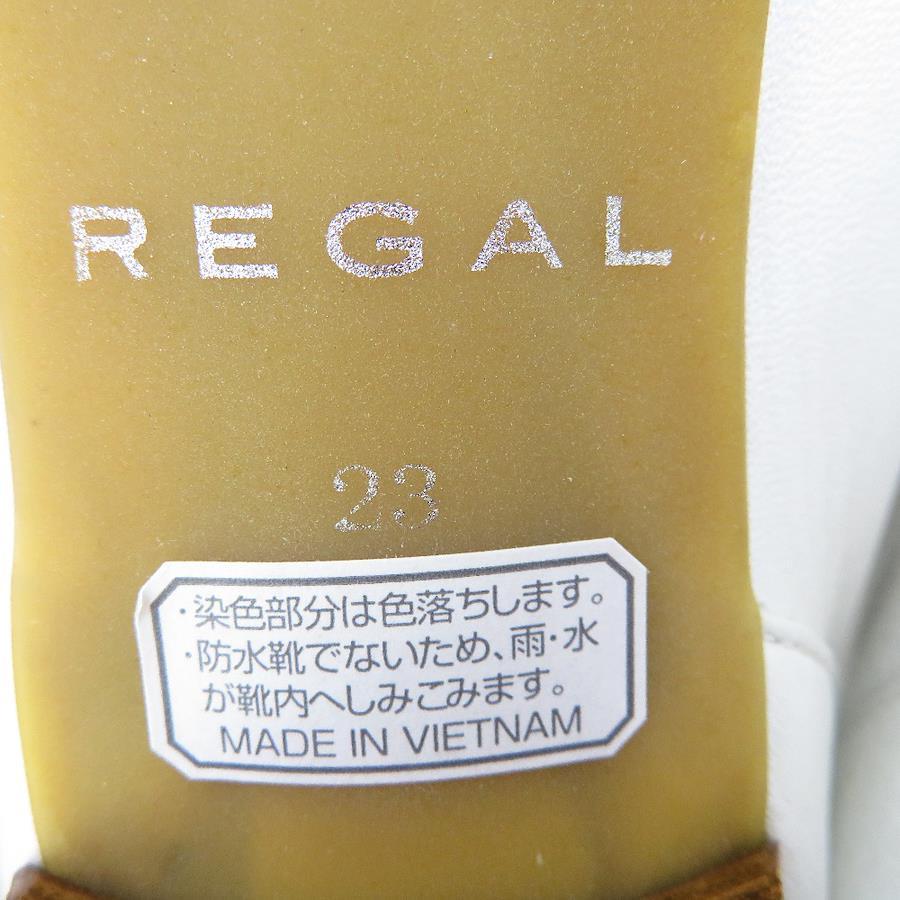 REGAL
23
・染色部分は色落ちします。
・防水靴でないため、雨・水
が靴内へしみこみます。
MADE IN VIETNAM